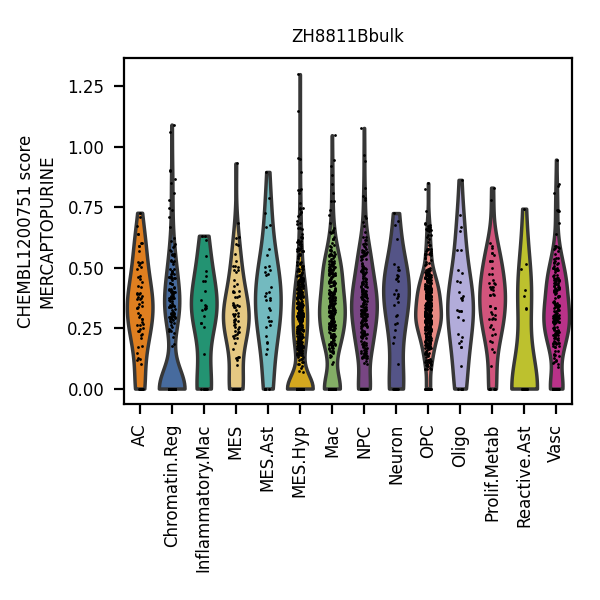 ZH8811Bbulk
CHEMBL1200751 score
MERCAPTOPURINE
1.25
1.00
0.75
0.50
0.25
0.00
AC
Chromatin.Reg
Inflammatory.Mac
MES
MES.Ast
MES.Hyp
Mac
NPC
Neuron
OPC
Oligo
Prolif.Metab
Reactive.Ast
Vasc